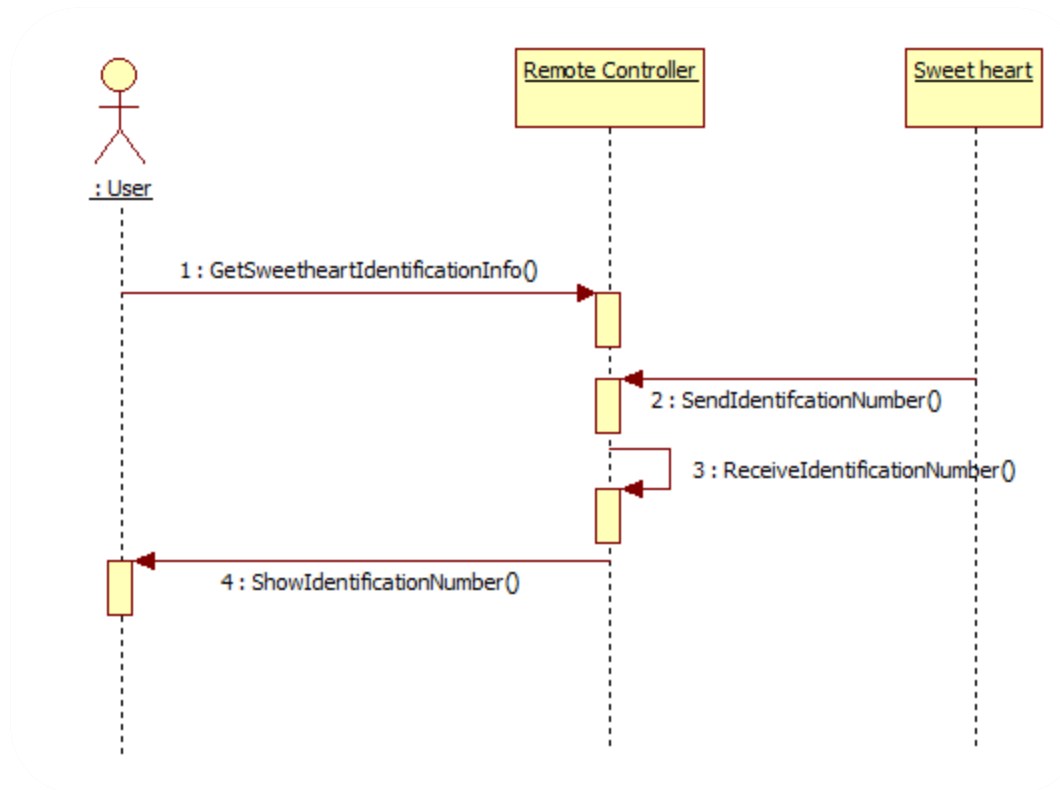 Remote Controller
Sweet heart
: User
1 : GetSweetheartIdentificationInfo()
2 : SendIdentifcationNumber()
3 : ReceiveIdentificationNumber()
4 : ShowIdentificationNumber()